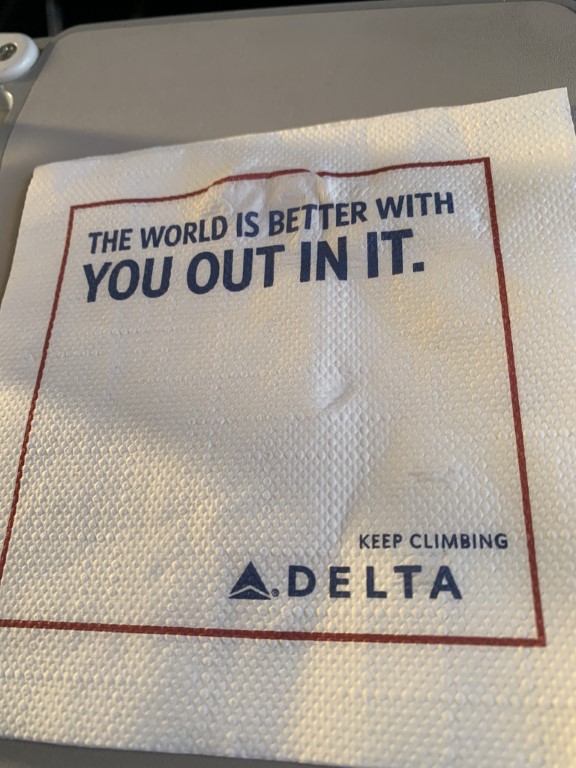 THE WORLD IS BETTER WITH
YOU OUT IN IT.
KEEP CLIMBING
DELTA